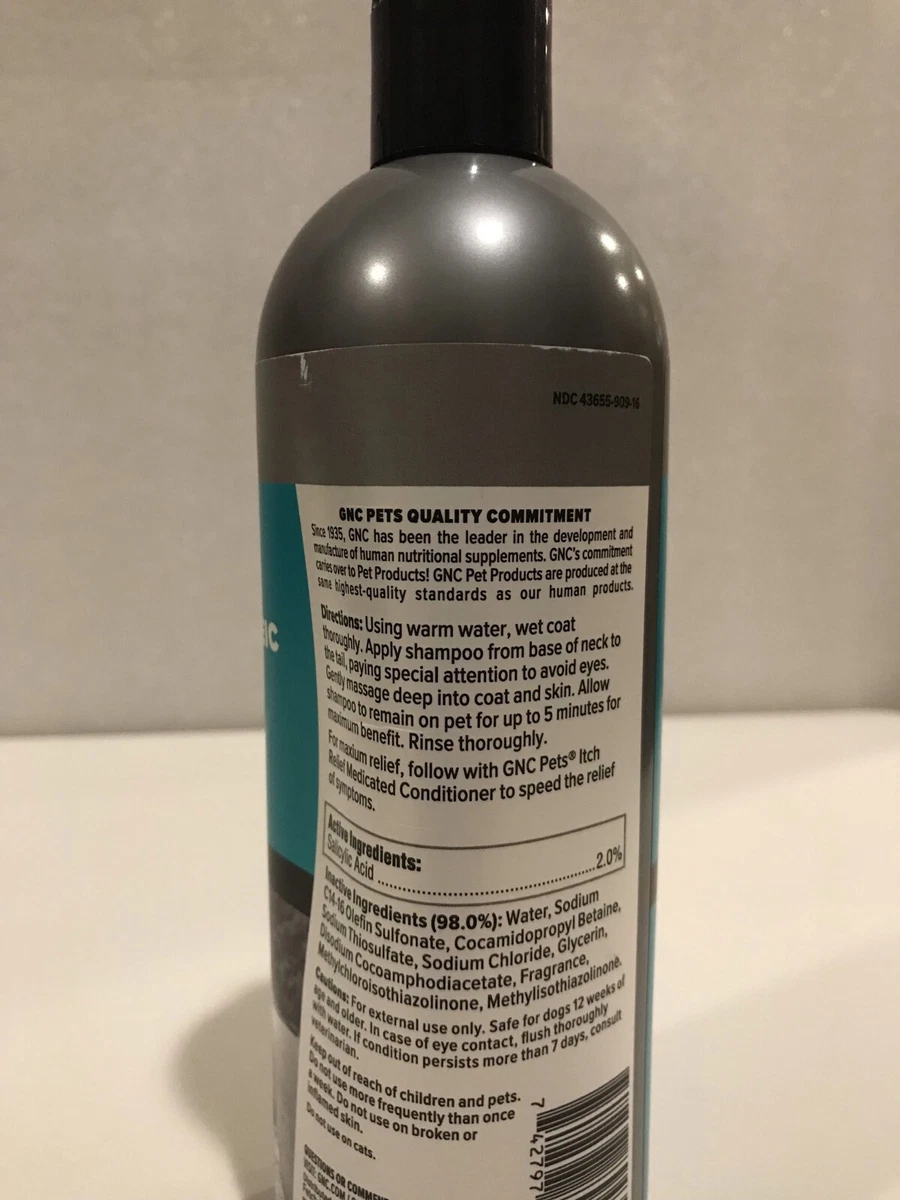 NDC 43655-909-16
GNC PETS QUALITY COMMITMENT
Since 1935, GNC has been the leader in the development and
manufacture of human nutritional supplements. GNC's commitment
carries over to Pet Products! GNC Pet Products are produced at the
same highest-quality standards as our human products.
Directions: Using warm water, wet coat
thoroughly. Apply shampoo from base of neck to
the tail, paying special attention to avoid eyes.
Gently massage deep into coat and skin. Allow
shampoo to remain on pet for up to 5 minutes for
maximum benefit. Rinse thoroughly.
For maxium relief, follow with GNC Pets® Itch
Relief Medicated Conditioner to speed the relief
of symptoms.
Active Ingredients:
Salicylic Acid ........................................2.0%
Inactive Ingredients (98.0%): Water, Sodium
C14-16 Olefin Sulfonate, Cocamidopropyl Betaine,
Sodium Thiosulfate, Sodium Chloride, Glycerin,
Disodium Cocoamphodiacetate, Fragrance,
Methylchloroisothiazolinone, Methylisothiazolinone.
Cautions: For external use only. Safe for dogs 12 weeks of
age and older. In case of eye contact, flush thoroughly
with water. If condition persists more than 7 days, consult
veterinarian.
Keep out of reach of children and pets.
Do not use more frequently than once
a week. Do not use on broken or
inflamed skin.
Do not use on cats.
QUESTIONS OR COMMEN
VISIT: GNC.COM
7 42797